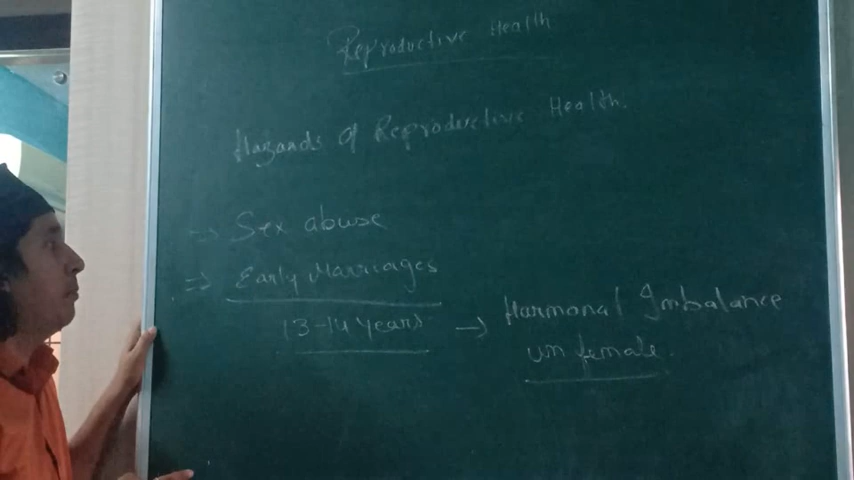 Reproductive Health
Hazards of Reproductive Health.
→ Sex abuse
⇒ Early Marriages
13-14 Years → Harmonal Imbalance
in female.